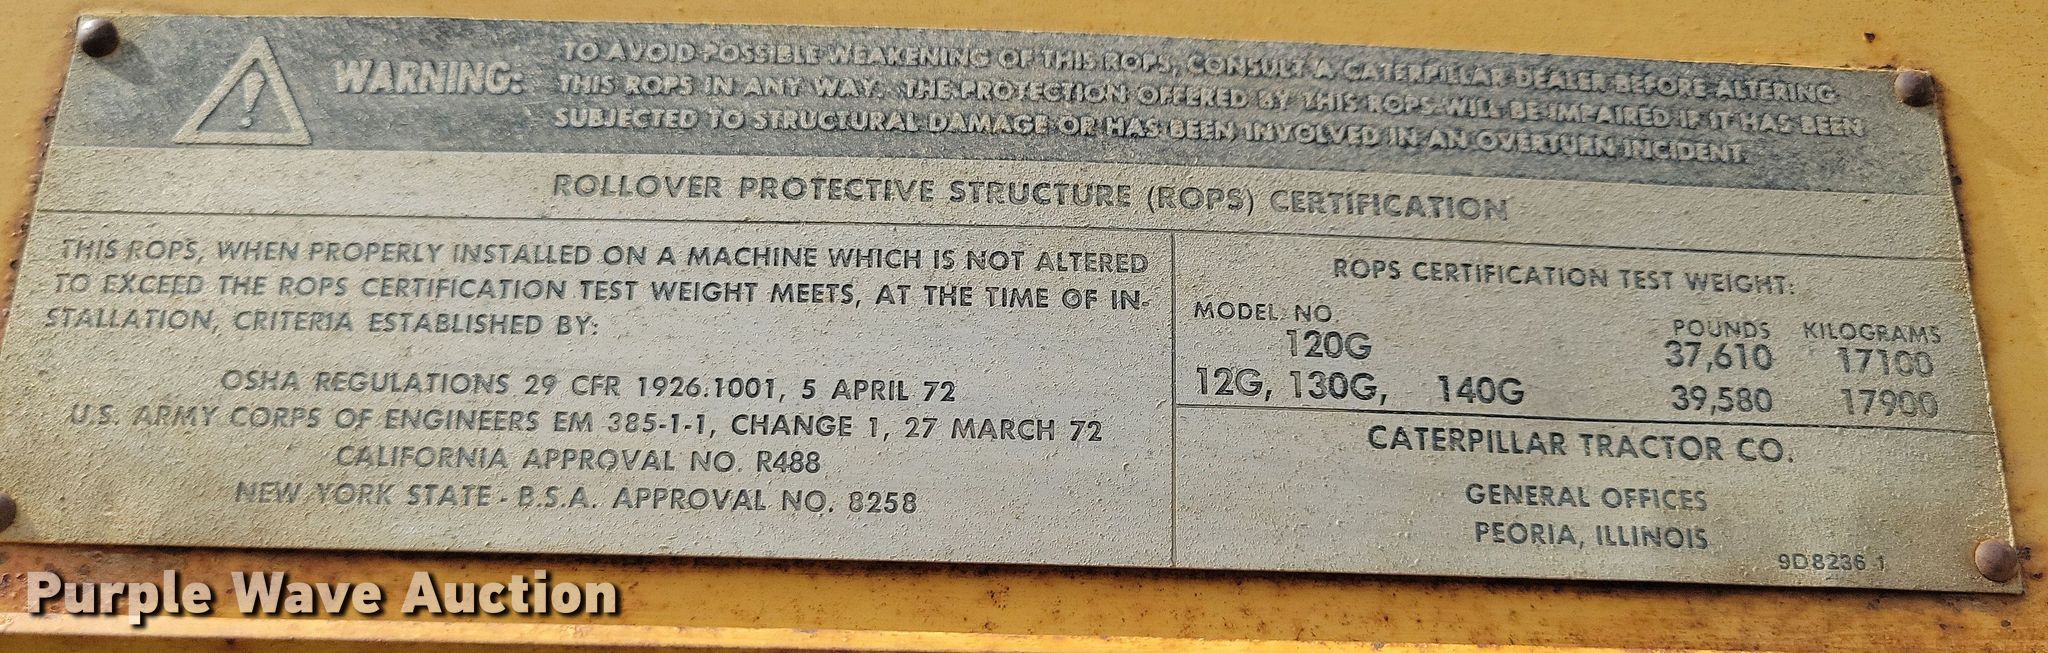 WARNING: TO AVOID POSSIBLE WEAKENING OF THIS ROPS, CONSULT A CATERPILLAR DEALER BEFORE ALTERING
THIS ROPS IN ANY WAY. THE PROTECTION OFFERED BY THIS ROPS WILL BE IMPAIRED IF IT HAS BEEN
SUBJECTED TO STRUCTURAL DAMAGE OR HAS BEEN INVOLVED IN AN OVERTURN INCIDENT.
ROLLOVER PROTECTIVE STRUCTURE (ROPS) CERTIFICATION
THIS ROPS, WHEN PROPERLY INSTALLED ON A MACHINE WHICH IS NOT ALTERED
TO EXCEED THE ROPS CERTIFICATION TEST WEIGHT MEETS, AT THE TIME OF IN-
STALLATION, CRITERIA ESTABLISHED BY:
OSHA REGULATIONS 29 CFR 1926.1001, 5 APRIL 72
U.S. ARMY CORPS OF ENGINEERS EM 385-1-1, CHANGE 1, 27 MARCH 72
CALIFORNIA APPROVAL NO. R488
NEW YORK STATE - B.S.A. APPROVAL NO. 8258
ROPS CERTIFICATION TEST WEIGHT:
MODEL NO. POUNDS KILOGRAMS
120G 37,610 17100
12G, 130G, 140G 39,580 17900
CATERPILLAR TRACTOR CO.
GENERAL OFFICES
PEORIA, ILLINOIS
9D8236 1
Purple Wave Auction